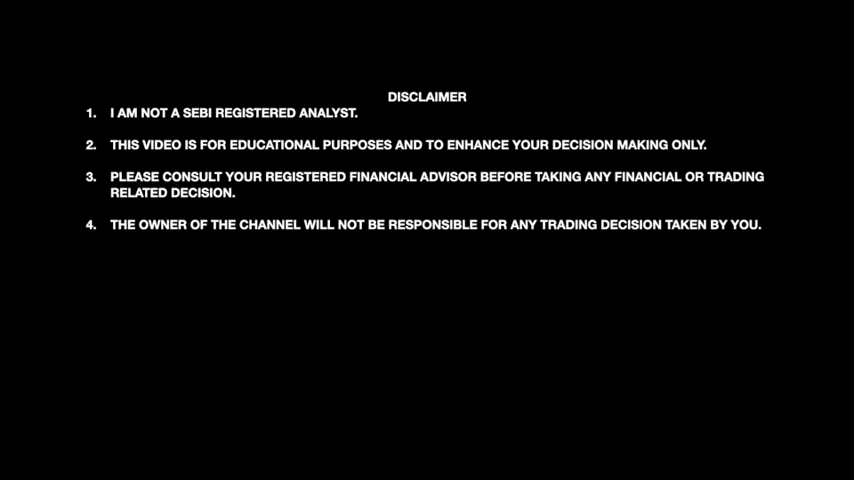 DISCLAIMER
1. I AM NOT A SEBI REGISTERED ANALYST.
2. THIS VIDEO IS FOR EDUCATIONAL PURPOSES AND TO ENHANCE YOUR DECISION MAKING ONLY.
3. PLEASE CONSULT YOUR REGISTERED FINANCIAL ADVISOR BEFORE TAKING ANY FINANCIAL OR TRADING
RELATED DECISION.
4. THE OWNER OF THE CHANNEL WILL NOT BE RESPONSIBLE FOR ANY TRADING DECISION TAKEN BY YOU.